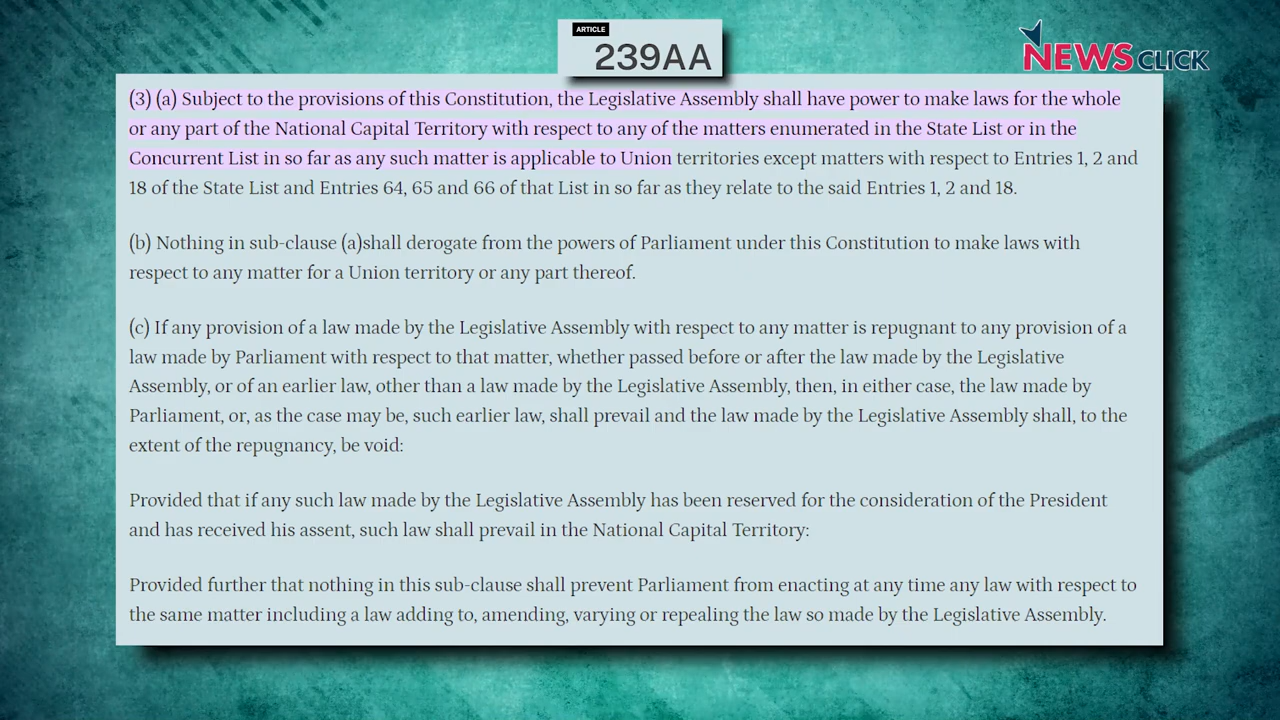 ARTICLE
239AA
NEWSCLICK
(3) (a) Subject to the provisions of this Constitution, the Legislative Assembly shall have power to make laws for the whole
or any part of the National Capital Territory with respect to any of the matters enumerated in the State List or in the
Concurrent List in so far as any such matter is applicable to Union territories except matters with respect to Entries 1, 2 and
18 of the State List and Entries 64, 65 and 66 of that List in so far as they relate to the said Entries 1, 2 and 18.
(b) Nothing in sub-clause (a)shall derogate from the powers of Parliament under this Constitution to make laws with
respect to any matter for a Union territory or any part thereof.
(c) If any provision of a law made by the Legislative Assembly with respect to any matter is repugnant to any provision of a
law made by Parliament with respect to that matter, whether passed before or after the law made by the Legislative
Assembly, or of an earlier law, other than a law made by the Legislative Assembly, then, in either case, the law made by
Parliament, or, as the case may be, such earlier law, shall prevail and the law made by the Legislative Assembly shall, to the
extent of the repugnancy, be void:
Provided that if any such law made by the Legislative Assembly has been reserved for the consideration of the President
and has received his assent, such law shall prevail in the National Capital Territory:
Provided further that nothing in this sub-clause shall prevent Parliament from enacting at any time any law with respect to
the same matter including a law adding to, amending, varying or repealing the law so made by the Legislative Assembly.